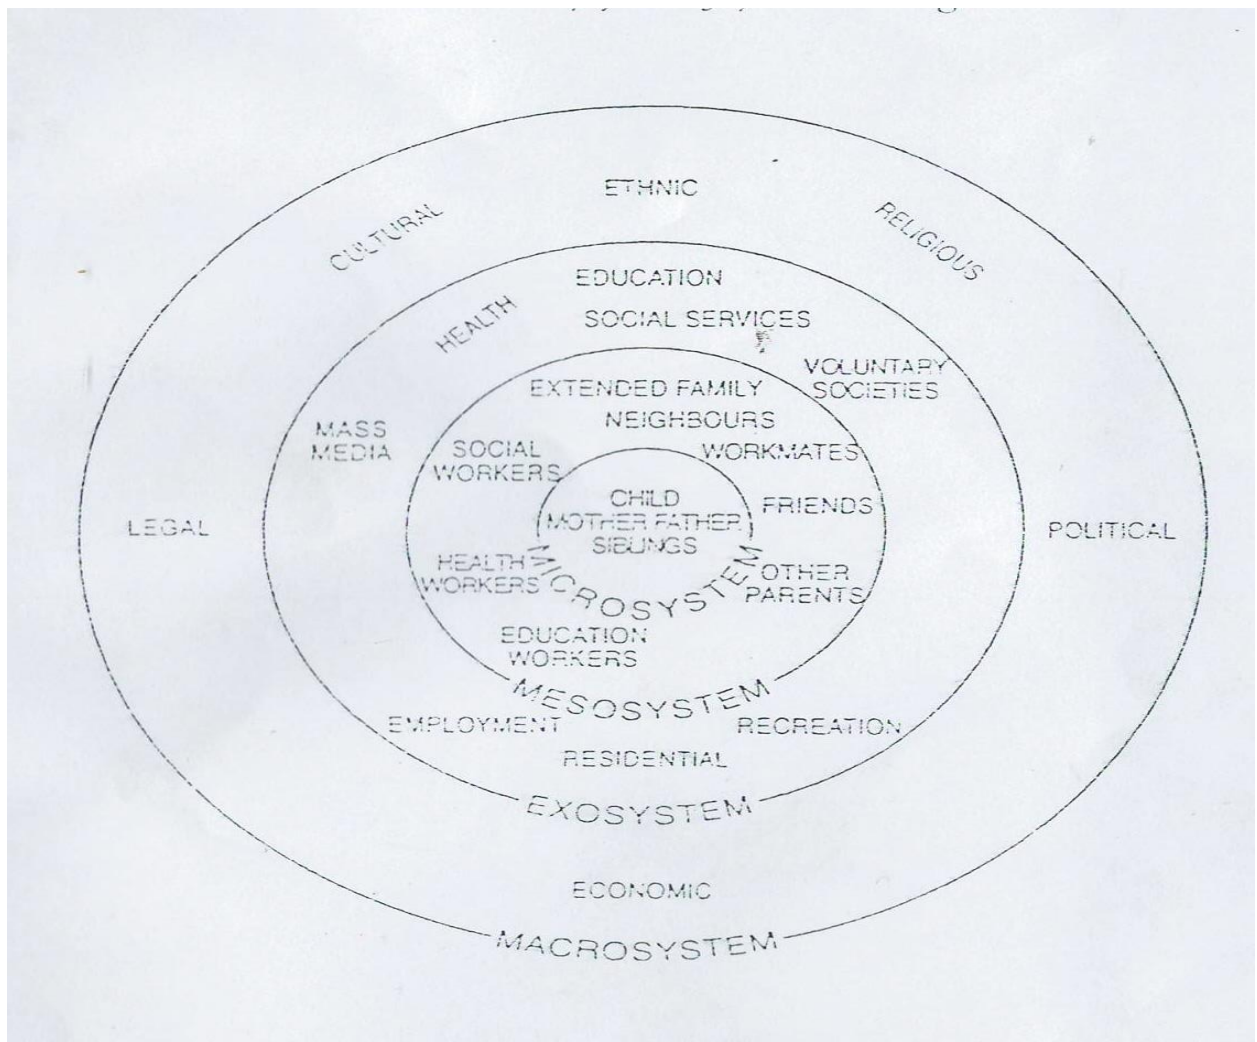 ETHNIC
CULTURAL
RELIGIOUS
EDUCATION
HEALTH
SOCIAL SERVICES
VOLUNTARY
SOCIETIES
EXTENDED FAMILY
NEIGHBOURS
MASS
MEDIA
SOCIAL
WORKERS
WORKMATES
CHILD
MOTHER FATHER
SIBLINGS
FRIENDS
LEGAL
POLITICAL
HEALTH
WORKERS
MICROSYSTEM
OTHER
PARENTS
EDUCATION
WORKERS
MESOSYSTEM
EMPLOYMENT
RECREATION
RESIDENTIAL
EXOSYSTEM
ECONOMIC
MACROSYSTEM